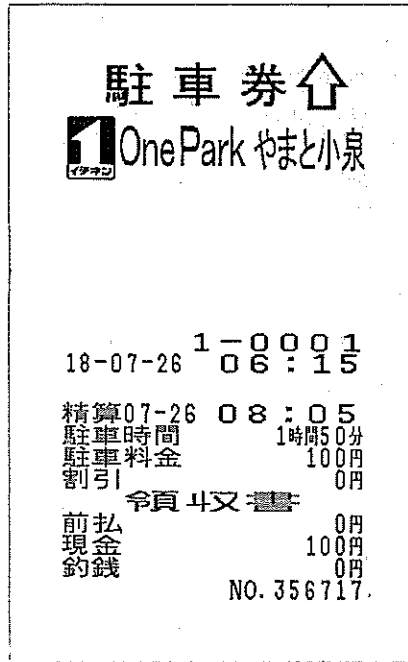 駐車券⇧
1 イチネン One Park やまと小泉
1-0001
18-07-26 06:15
精算07-26 08:05
駐車時間 1時間50分
駐車料金 100円
割引 0円
領収書
前払 0円
現金 100円
釣銭 0円
NO.356717